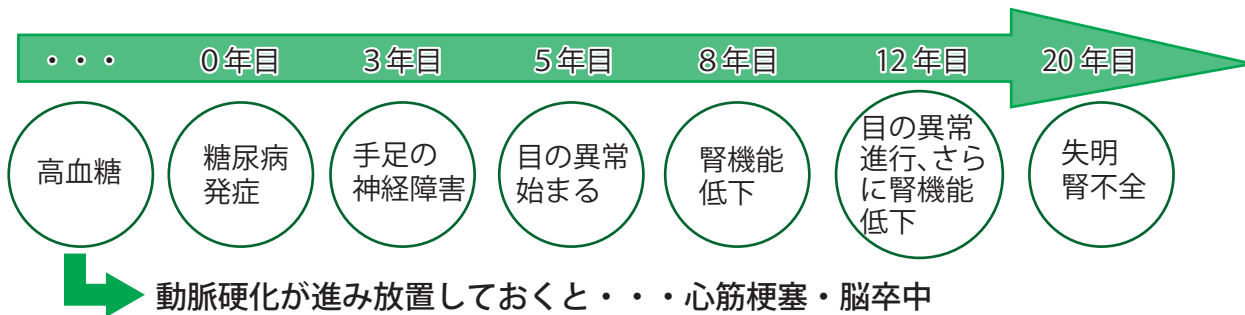 ・・・ 0年目 3年目 5年目 8年目 12年目 20年目
高血糖
糖尿病
発症
手足の
神経障害
目の異常
始まる
腎機能
低下
目の異常
進行、さら
に腎機能
低下
失明
腎不全
動脈硬化が進み放置しておくと・・・心筋梗塞・脳卒中